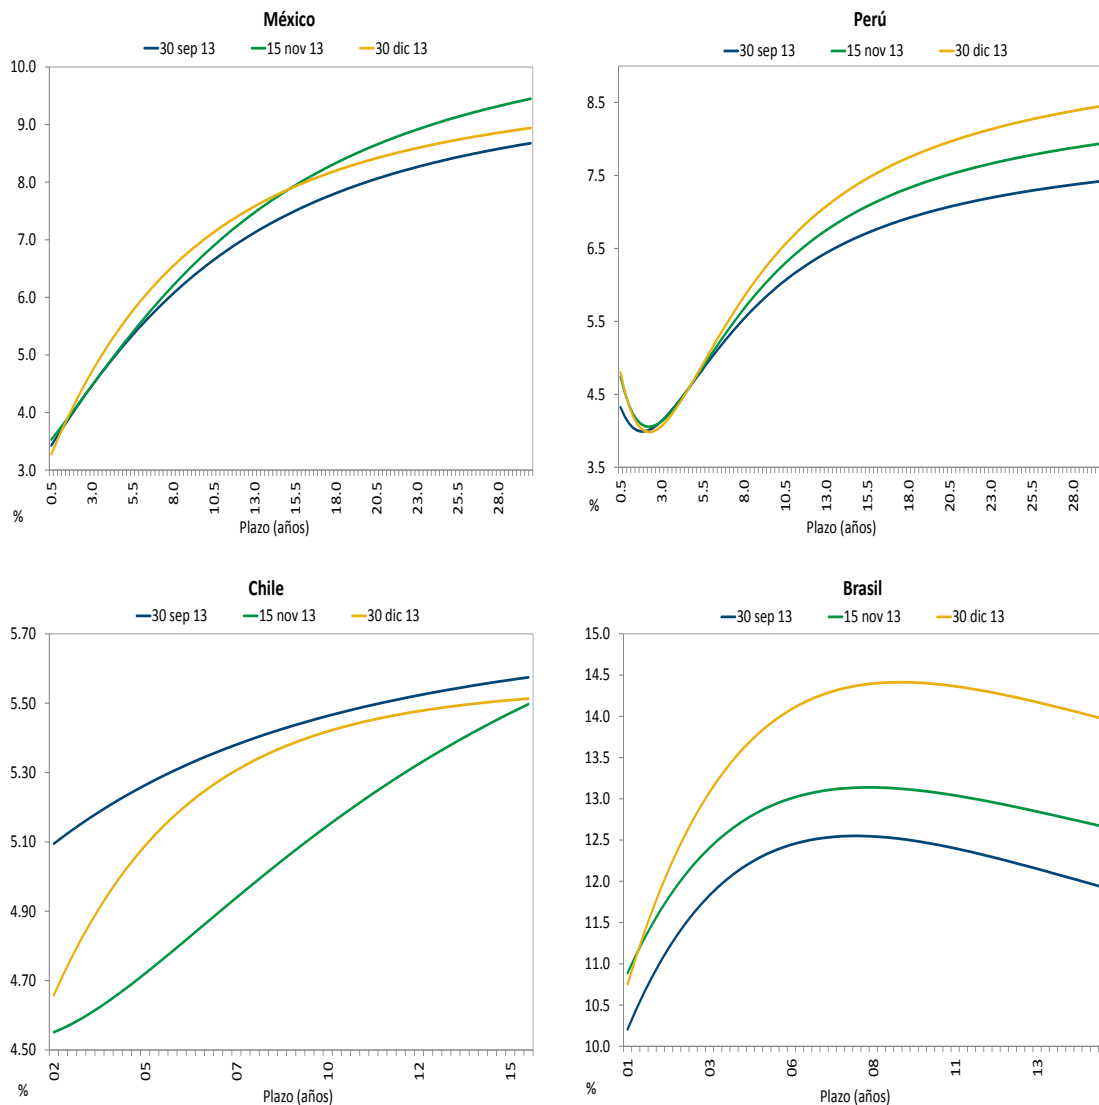 México
30 sep 13 15 nov 13 30 dic 13
10.0
9.0
8.0
7.0
6.0
5.0
4.0
3.0
0.5 3.0 5.5 8.0 10.5 13.0 15.5 18.0 20.5 23.0 25.5 28.0
%
Plazo (años)
Perú
30 sep 13 15 nov 13 30 dic 13
8.5
7.5
6.5
5.5
4.5
3.5
0.5 3.0 5.5 8.0 10.5 13.0 15.5 18.0 20.5 23.0 25.5 28.0
%
Plazo (años)
Chile
30 sep 13 15 nov 13 30 dic 13
5.70
5.50
5.30
5.10
4.90
4.70
4.50
02 05 07 10 12 15
%
Plazo (años)
Brasil
30 sep 13 15 nov 13 30 dic 13
15.0
14.5
14.0
13.5
13.0
12.5
12.0
11.5
11.0
10.5
10.0
01 03 06 08 11 13
%
Plazo (años)